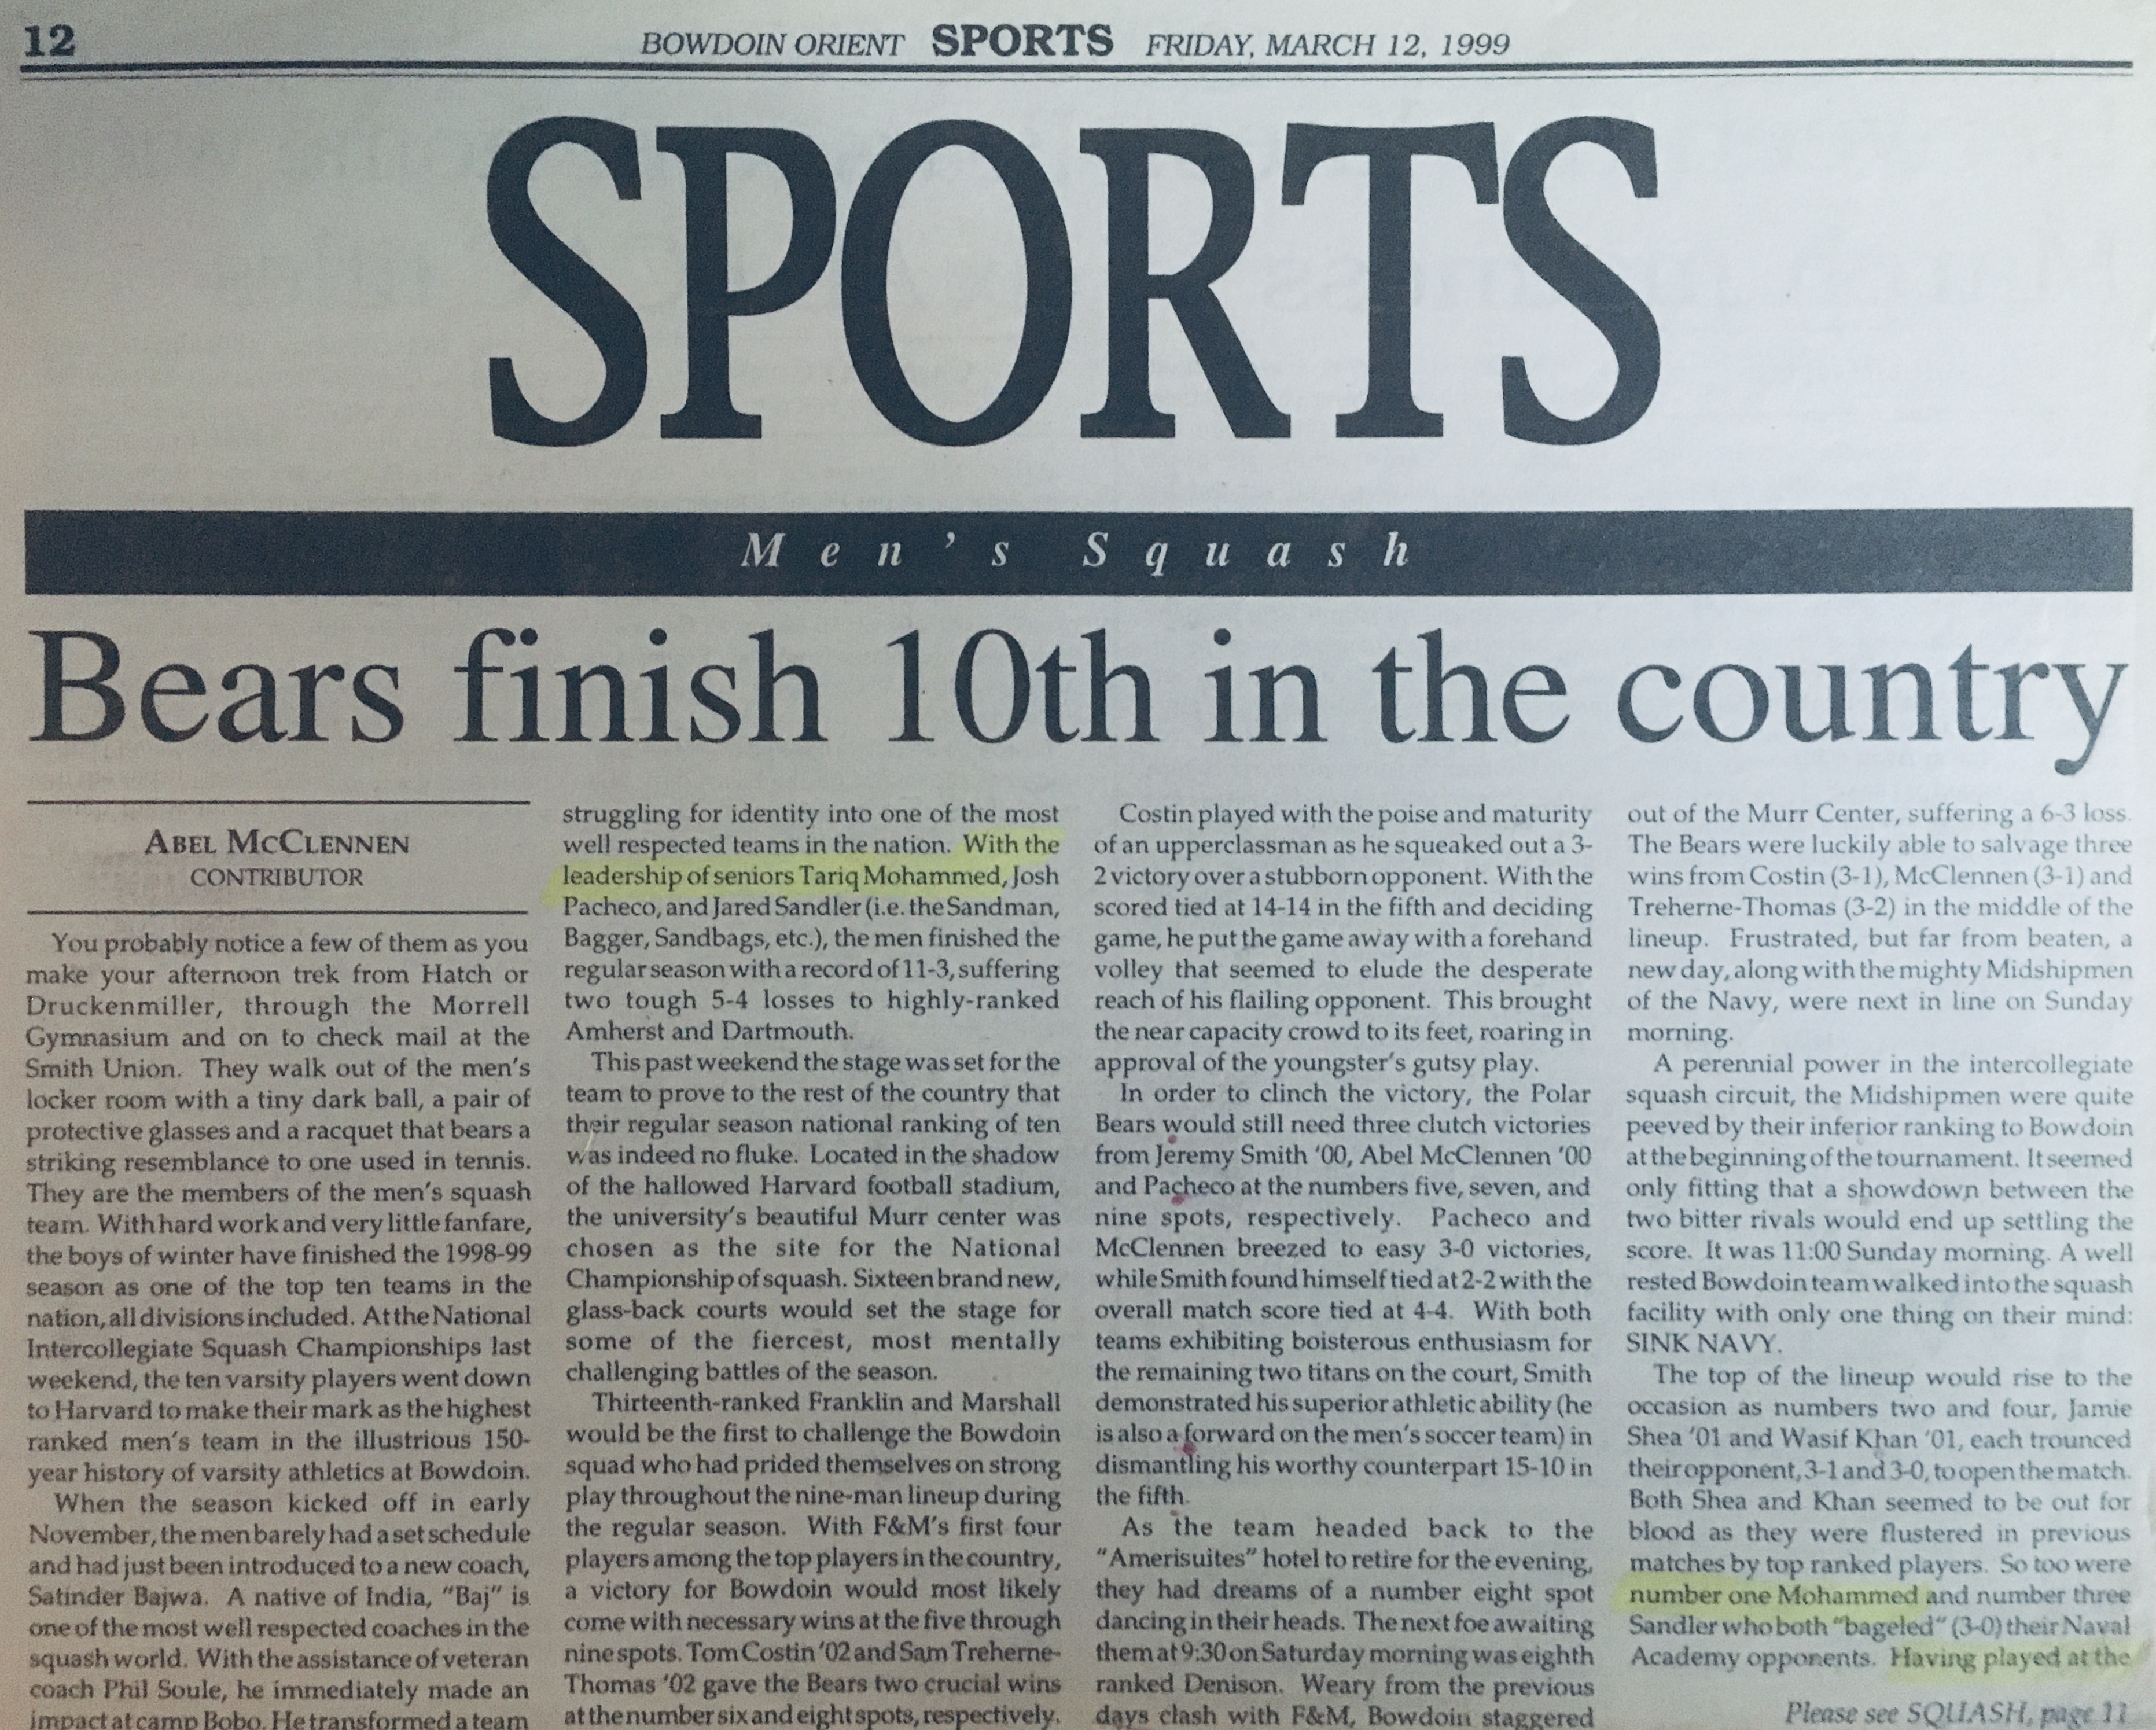 12
BOWDOIN ORIENT SPORTS FRIDAY, MARCH 12, 1999
SPORTS
Men's Squash
Bears finish 10th in the country
ABEL MCCLENNEN
CONTRIBUTOR
You probably notice a few of them as you
make your afternoon trek from Hatch or
Druckenmiller, through the Morrell
Gymnasium and on to check mail at the
Smith Union. They walk out of the men's
locker room with a tiny dark ball, a pair of
protective glasses and a racquet that bears a
striking resemblance to one used in tennis.
They are the members of the men's squash
team. With hard work and very little fanfare,
the boys of winter have finished the 1998-99
season as one of the top ten teams in the
nation, all divisions included. At the National
Intercollegiate Squash Championships last
weekend, the ten varsity players went down
to Harvard to make their mark as the highest
ranked men's team in the illustrious 150-
year history of varsity athletics at Bowdoin.
When the season kicked off in early
November, the men barely had a set schedule
and had just been introduced to a new coach,
Satinder Bajwa. A native of India, "Baj" is
one of the most well respected coaches in the
squash world. With the assistance of veteran
coach Phil Soule, he immediately made an
impact at camp Bobo. He transformed a team
struggling for identity into one of the most
well respected teams in the nation. With the
leadership of seniors Tariq Mohammed, Josh
Pacheco, and Jared Sandler (i.e. the Sandman,
Bagger, Sandbags, etc.), the men finished the
regular season with a record of 11-3, suffering
two tough 5-4 losses to highly-ranked
Amherst and Dartmouth.
This past weekend the stage was set for the
team to prove to the rest of the country that
their regular season national ranking of ten
was indeed no fluke. Located in the shadow
of the hallowed Harvard football stadium,
the university's beautiful Murr center was
chosen as the site for the National
Championship of squash. Sixteen brand new,
glass-back courts would set the stage for
some of the fiercest, most mentally
challenging battles of the season.
Thirteenth-ranked Franklin and Marshall
would be the first to challenge the Bowdoin
squad who had prided themselves on strong
play throughout the nine-man lineup during
the regular season. With F&M's first four
players among the top players in the country,
a victory for Bowdoin would most likely
come with necessary wins at the five through
nine spots. Tom Costin '02 and Sam Treherne-
Thomas '02 gave the Bears two crucial wins
at the number six and eight spots, respectively.
Costin played with the poise and maturity
of an upperclassman as he squeaked out a 3-
2 victory over a stubborn opponent. With the
scored tied at 14-14 in the fifth and deciding
game, he put the game away with a forehand
volley that seemed to elude the desperate
reach of his flailing opponent. This brought
the near capacity crowd to its feet, roaring in
approval of the youngster's gutsy play.
In order to clinch the victory, the Polar
Bears would still need three clutch victories
from Jeremy Smith '00, Abel McClennen '00
and Pacheco at the numbers five, seven, and
nine spots, respectively. Pacheco and
McClennen breezed to easy 3-0 victories,
while Smith found himself tied at 2-2 with the
overall match score tied at 4-4. With both
teams exhibiting boisterous enthusiasm for
the remaining two titans on the court, Smith
demonstrated his superior athletic ability (he
is also a forward on the men's soccer team) in
dismantling his worthy counterpart 15-10 in
the fifth.
As the team headed back to the
"Amerisuites" hotel to retire for the evening,
they had dreams of a number eight spot
dancing in their heads. The next foe awaiting
them at 9:30 on Saturday morning was eighth
ranked Denison. Weary from the previous
days clash with F&M, Bowdoin staggered
out of the Murr Center, suffering a 6-3 loss.
The Bears were luckily able to salvage three
wins from Costin (3-1), McClennen (3-1) and
Treherne-Thomas (3-2) in the middle of the
lineup. Frustrated, but far from beaten, a
new day, along with the mighty Midshipmen
of the Navy, were next in line on Sunday
morning.
A perennial power in the intercollegiate
squash circuit, the Midshipmen were quite
peeved by their inferior ranking to Bowdoin
at the beginning of the tournament. It seemed
only fitting that a showdown between the
two bitter rivals would end up settling the
score. It was 11:00 Sunday morning. A well
rested Bowdoin team walked into the squash
facility with only one thing on their mind:
SINK NAVY.
The top of the lineup would rise to the
occasion as numbers two and four, Jamie
Shea '01 and Wasif Khan '01, each trounced
their opponent, 3-1 and 3-0, to open the match.
Both Shea and Khan seemed to be out for
blood as they were flustered in previous
matches by top ranked players. So too were
number one Mohammed and number three
Sandler who both "bageled" (3-0) their Naval
Academy opponents. Having played at the
Please see SQUASH, page 11